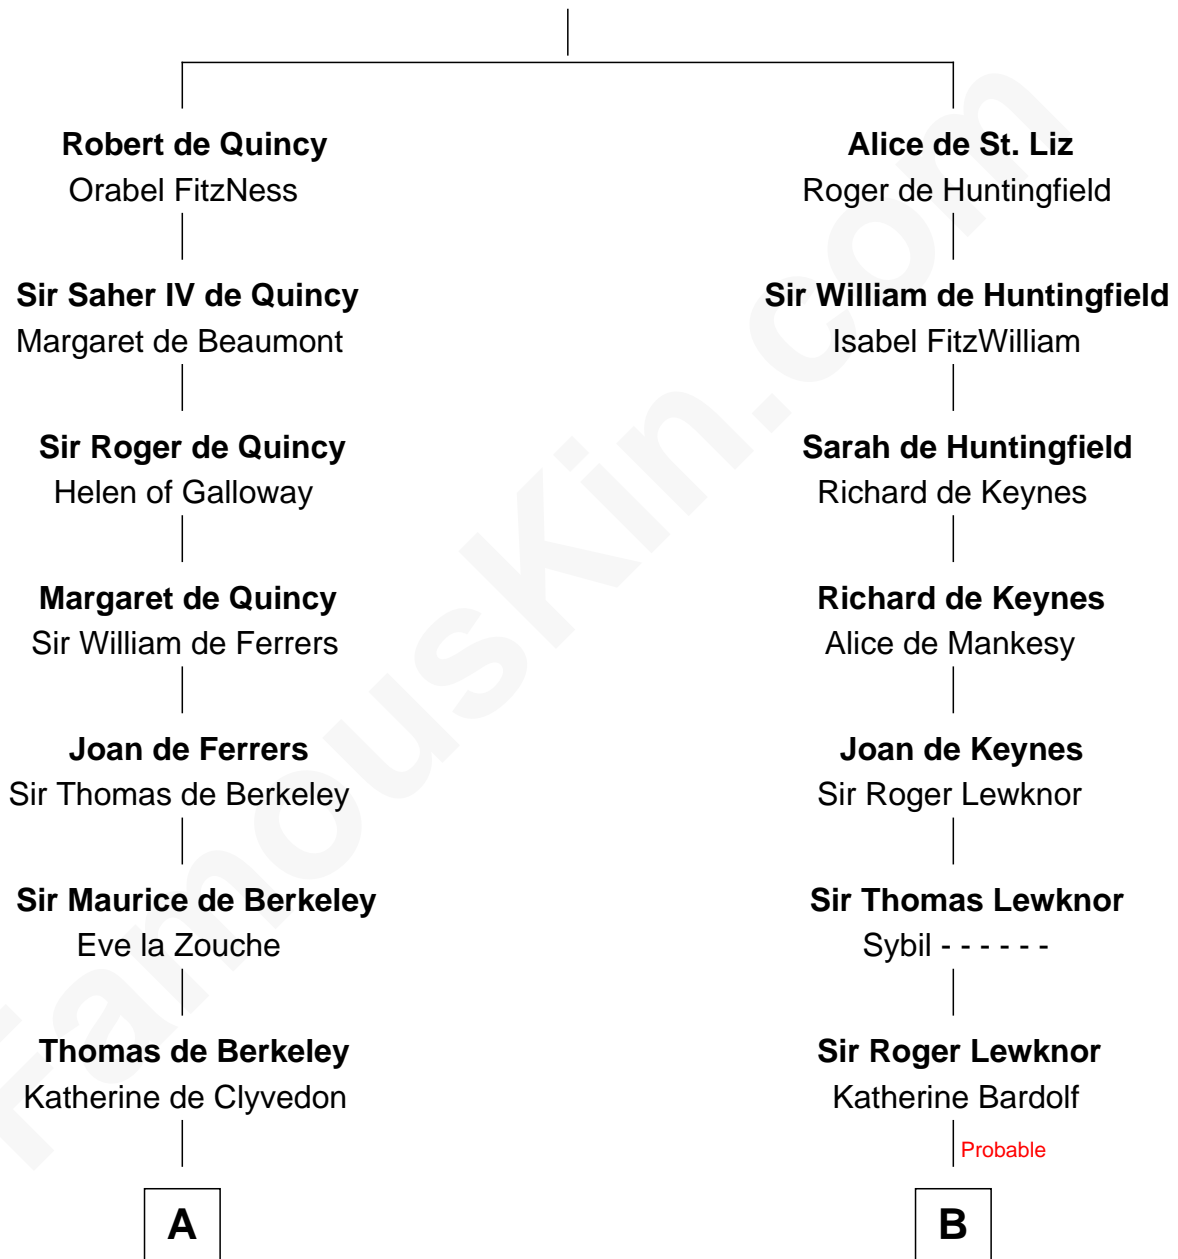 Robert de Quincy
Orabel FitzNess
Alice de St. Liz
Roger de Huntingfield
Sir Saher IV de Quincy
Margaret de Beaumont
Sir William de Huntingfield
Isabel FitzWilliam
Sir Roger de Quincy
Helen of Galloway
Sarah de Huntingfield
Richard de Keynes
Margaret de Quincy
Sir William de Ferrers
Richard de Keynes
Alice de Mankesy
Joan de Ferrers
Sir Thomas de Berkeley
Joan de Keynes
Sir Roger Lewknor
Sir Maurice de Berkeley
Eve la Zouche
Sir Thomas Lewknor
Sybil - - - - - -
Thomas de Berkeley
Katherine de Clyvedon
Sir Roger Lewknor
Katherine Bardolf
Probable
A
B
FamousKin.com